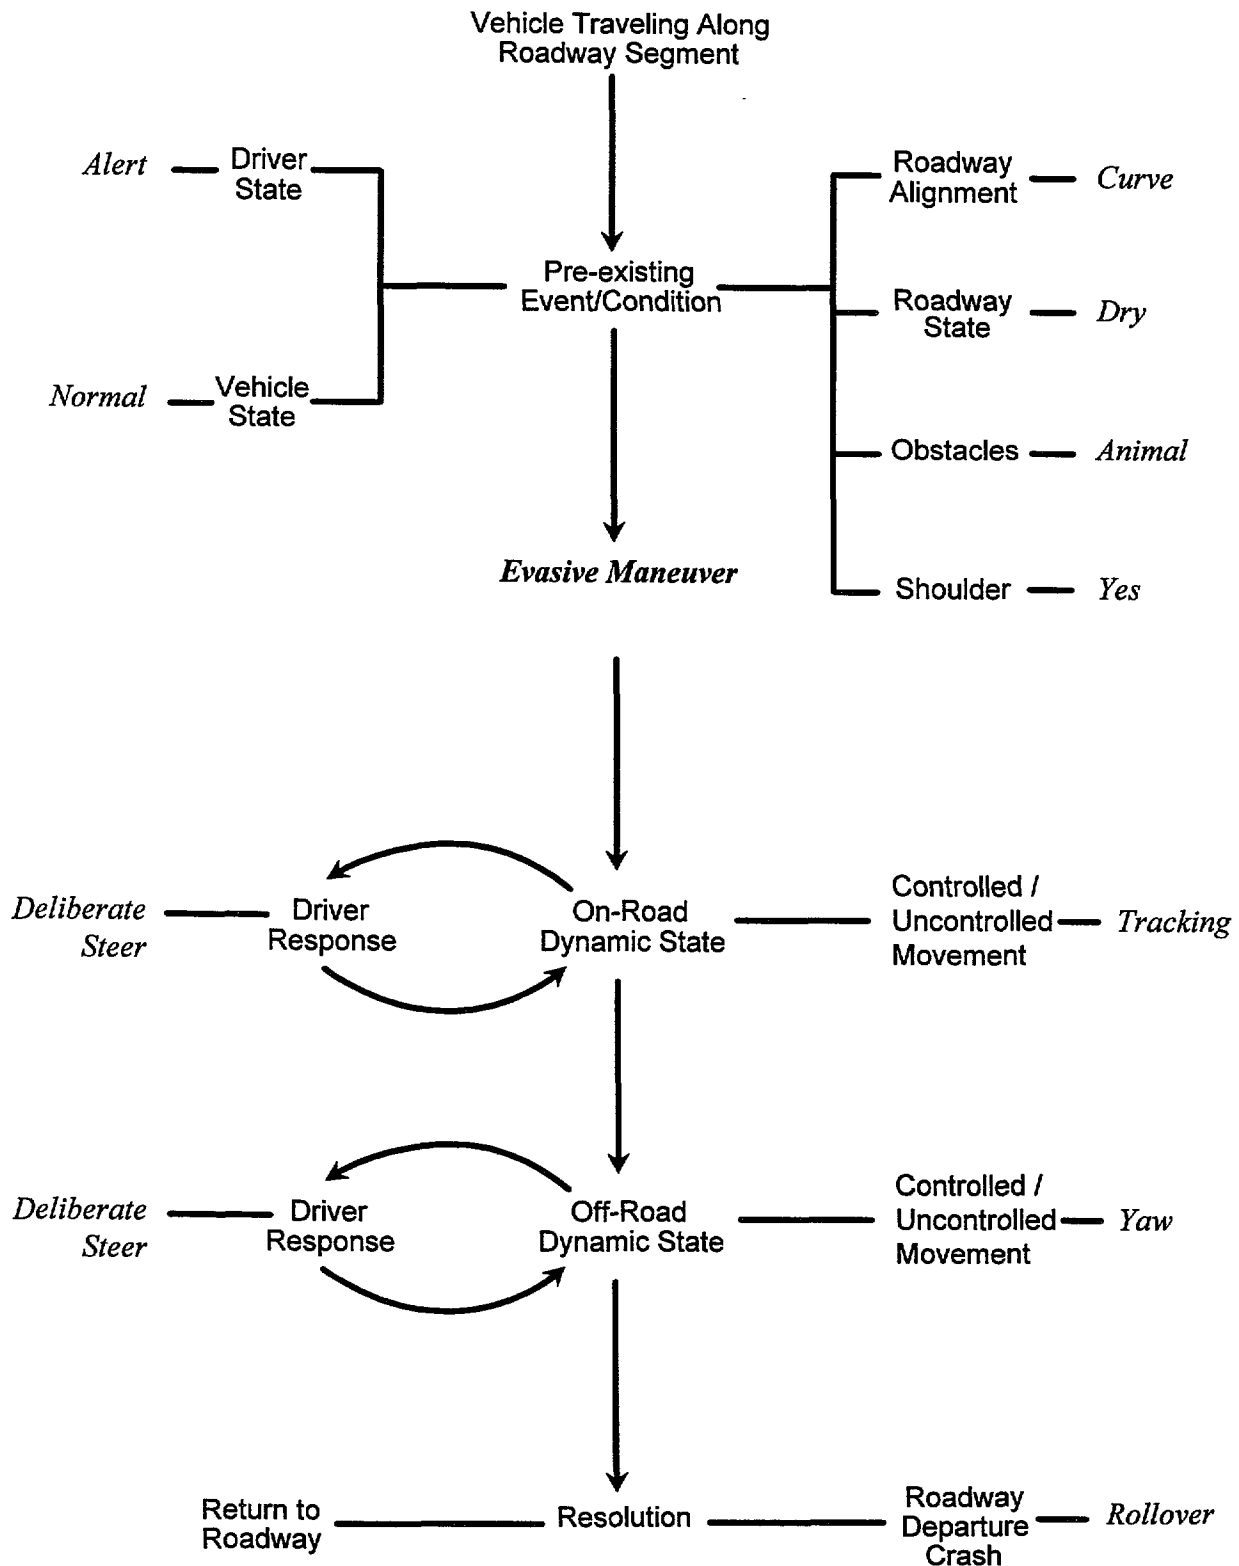 Vehicle Traveling Along
Roadway Segment
Alert
Driver
State
Roadway
Alignment
Curve
Pre-existing
Event/Condition
Roadway
State
Dry
Normal
Vehicle
State
Obstacles
Animal
Evasive Maneuver
Shoulder
Yes
Deliberate
Steer
Driver
Response
On-Road
Dynamic State
Controlled /
Uncontrolled
Movement
Tracking
Deliberate
Steer
Driver
Response
Off-Road
Dynamic State
Controlled /
Uncontrolled
Movement
Yaw
Return to
Roadway
Resolution
Roadway
Departure
Crash
Rollover